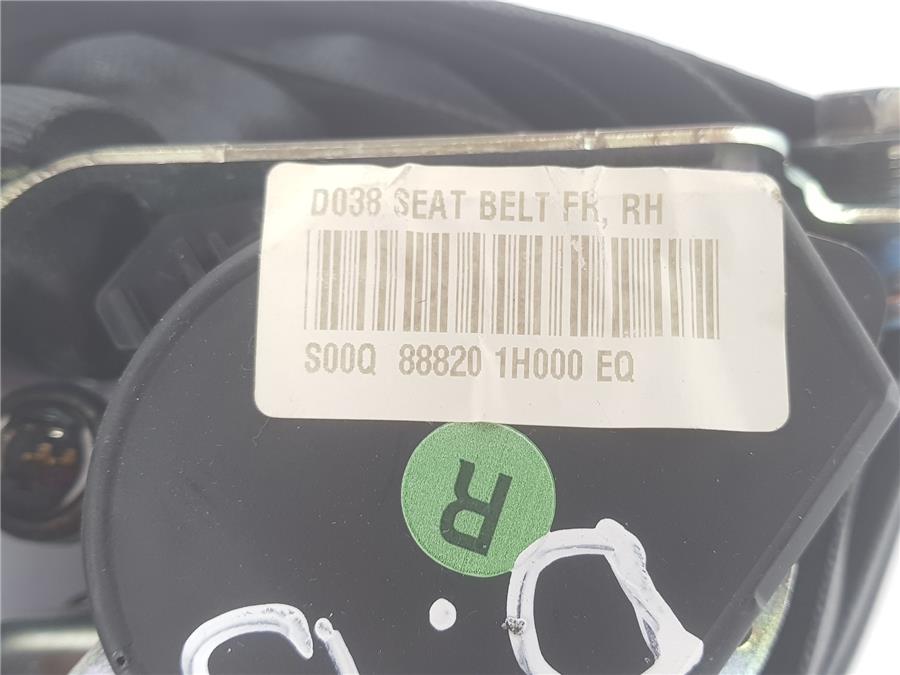 D038 SEAT BELT FR, RH
S00Q 88820 1H000 EQ
R